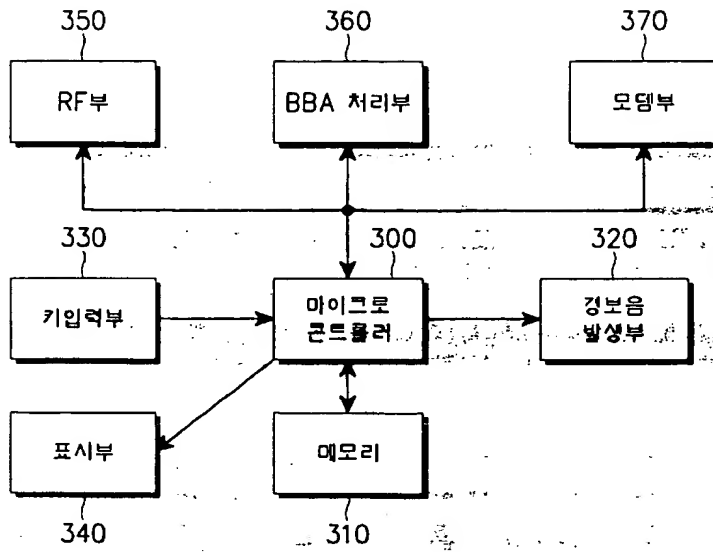 350
360
370
RF부
BBA 처리부
모뎀부
330
300
320
키입력부
마이크로
콘트롤러
경보음
발생부
표시부
메모리
340
310